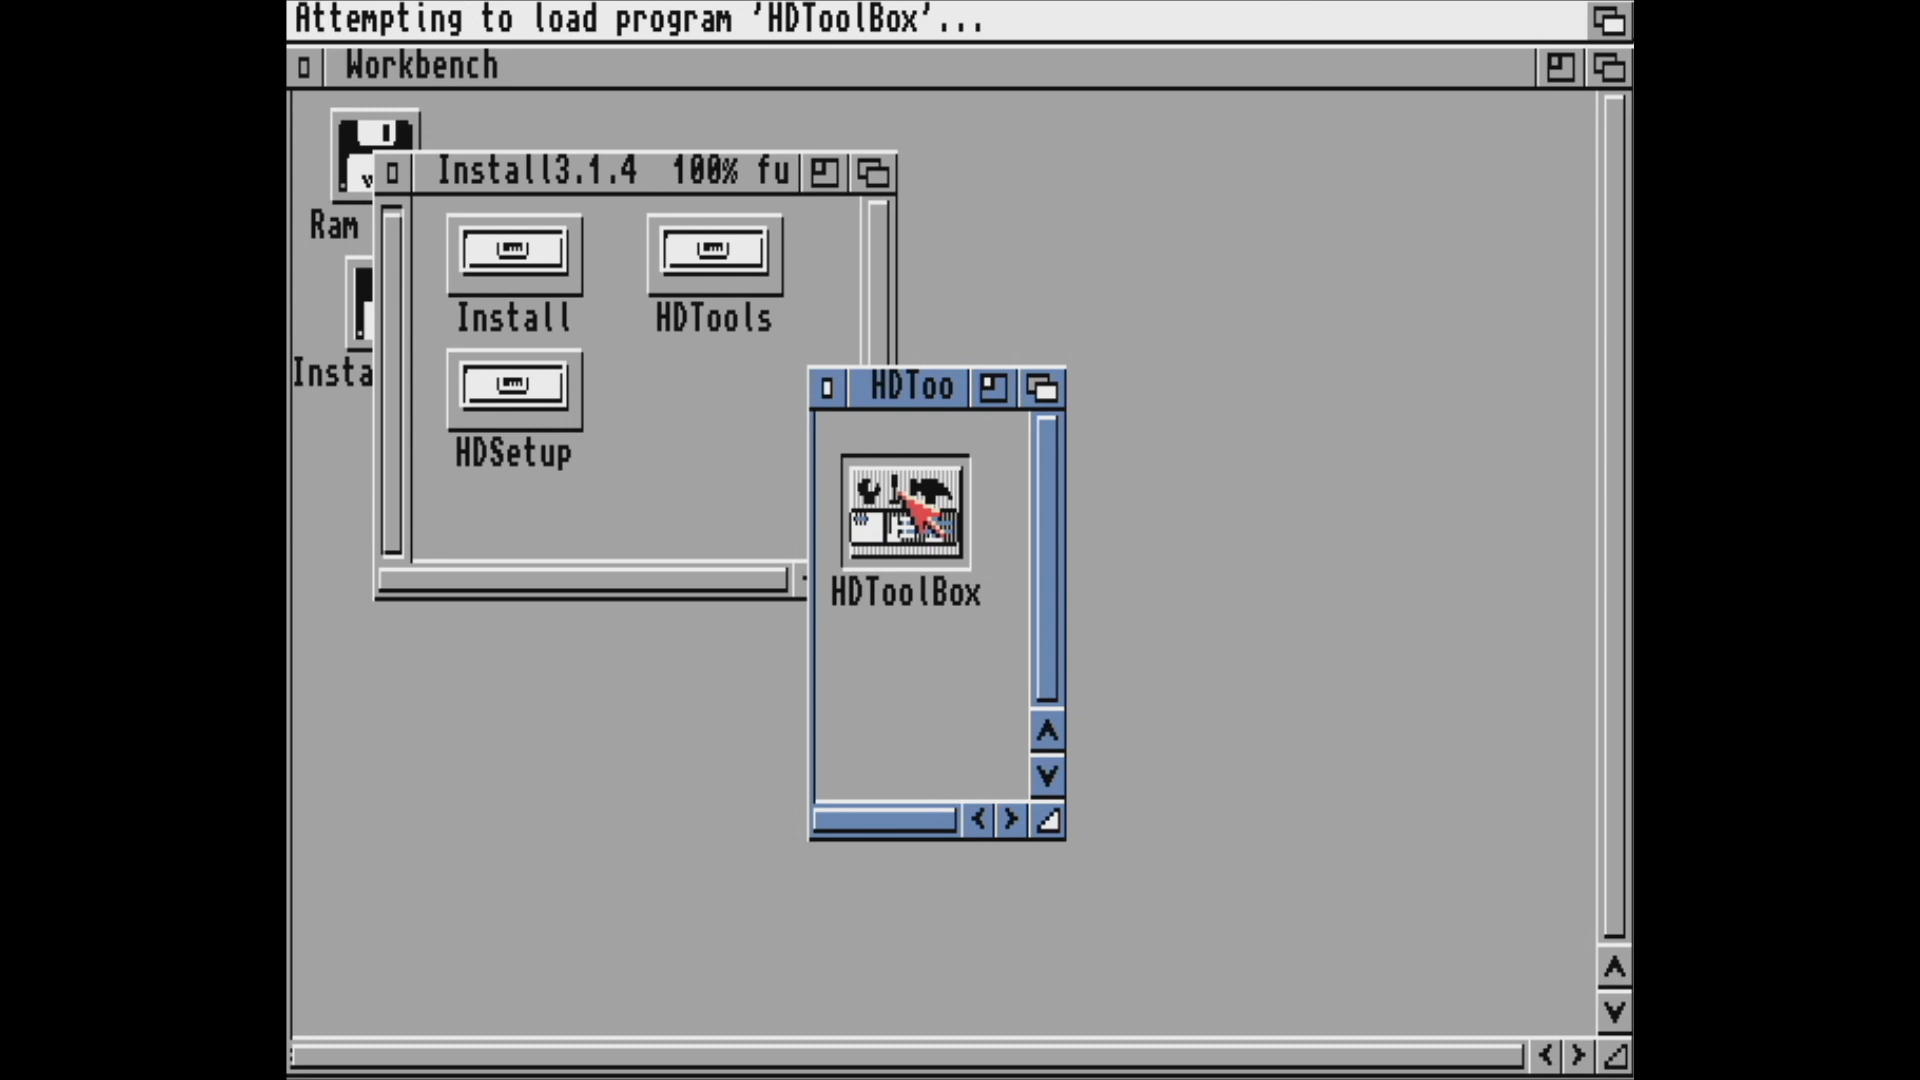 Attempting to load program 'HDToolBox'...
Workbench
Ram
Install3.1.4 100% fu
Install
HDTools
Insta
HDSetup
HDToo
HDToolBox